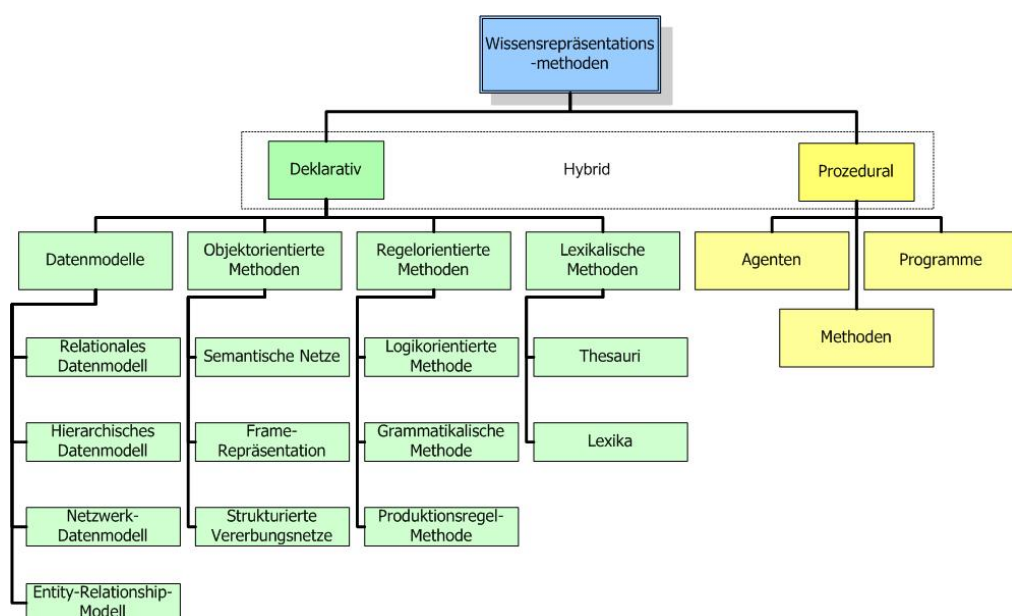 Wissensrepräsentations
-methoden
Deklarativ
Hybrid
Prozedural
Datenmodelle
Objektorientierte
Methoden
Regelorientierte
Methoden
Lexikalische
Methoden
Agenten
Programme
Methoden
Relationales
Datenmodell
Semantische Netze
Logikorientierte
Methode
Thesauri
Hierarchisches
Datenmodell
Frame-
Repräsentation
Grammatikalische
Methode
Lexika
Netzwerk-
Datenmodell
Strukturierte
Vererbungsnetze
Produktionsregel-
Methode
Entity-Relationship-
Modell